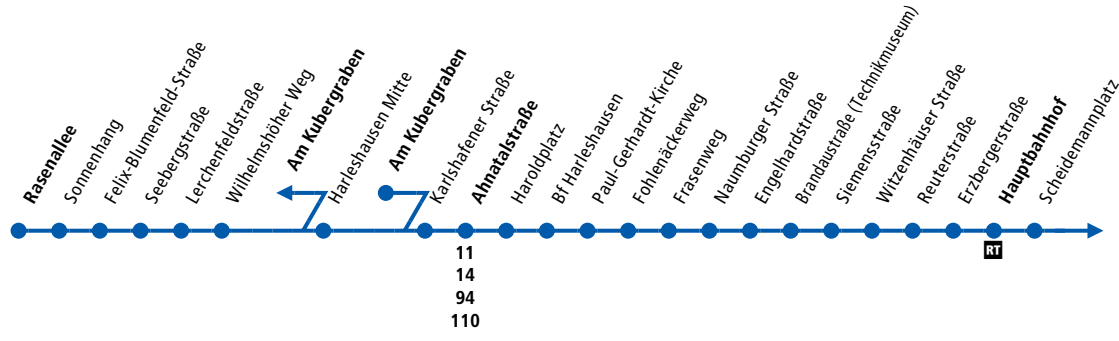 Rasenallee
Sonnenhang
Felix-Blumenfeld-Straße
Seebergstraße
Lerchenfeldstraße
Wilhelmshöher Weg
Am Kubergraben
Harleshausen Mitte
Am Kubergraben
Karlshafener Straße
Ahnatalstraße
Haroldplatz
Bf Harleshausen
Paul-Gerhardt-Kirche
Fohlenäckerweg
Frasenweg
Naumburger Straße
Engelhardstraße
Brandaustraße (Technikmuseum)
Siemensstraße
Witzenhäuser Straße
Reuterstraße
Erzbergerstraße
Hauptbahnhof
Scheidemannplatz
11
14
94
110
RT